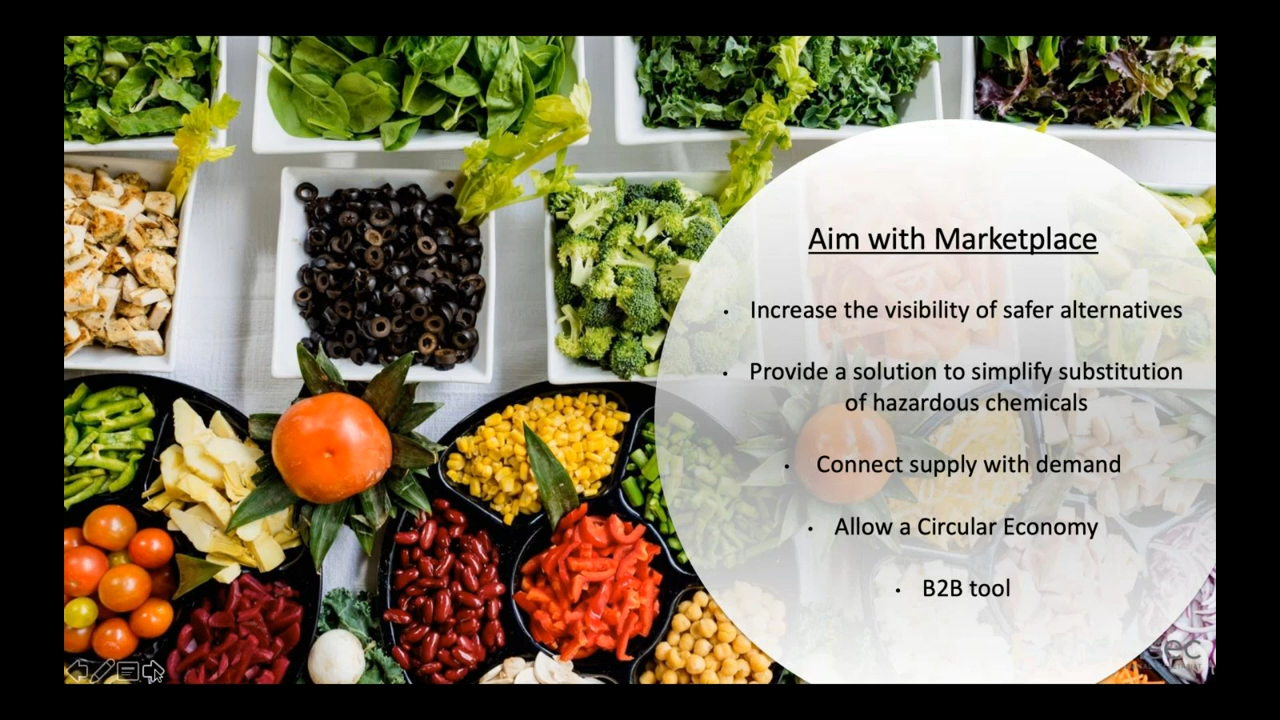 Aim with Marketplace
• Increase the visibility of safer alternatives
• Provide a solution to simplify substitution
of hazardous chemicals
• Connect supply with demand
• Allow a Circular Economy
• B2B tool